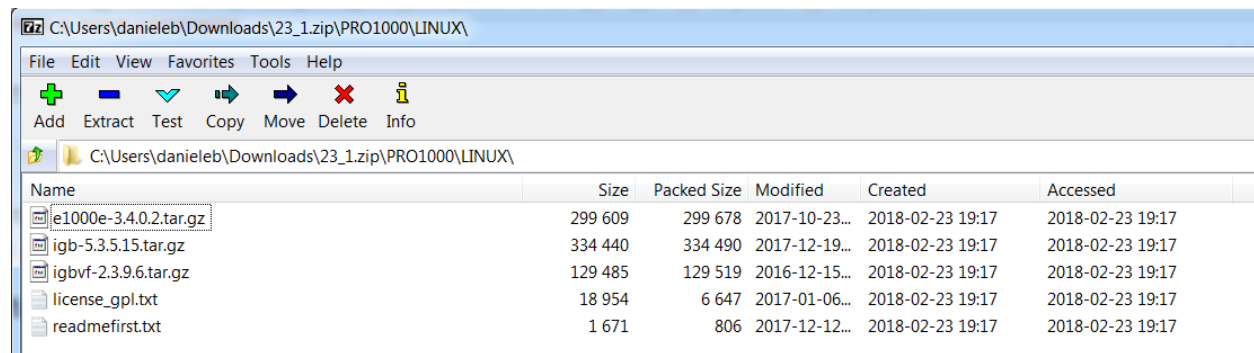 C:\Users\danieleb\Downloads\23_1.zip\PRO1000\LINUX\
File Edit View Favorites Tools Help
Add Extract Test Copy Move Delete Info
C:\Users\danieleb\Downloads\23_1.zip\PRO1000\LINUX\
Name Size Packed Size Modified Created Accessed
e1000e-3.4.0.2.tar.gz 299 609 299 678 2017-10-23... 2018-02-23 19:17 2018-02-23 19:17
igb-5.3.5.15.tar.gz 334 440 334 490 2017-12-19... 2018-02-23 19:17 2018-02-23 19:17
igbvf-2.3.9.6.tar.gz 129 485 129 519 2016-12-15... 2018-02-23 19:17 2018-02-23 19:17
license_gpl.txt 18 954 6 647 2017-01-06... 2018-02-23 19:17 2018-02-23 19:17
readmefirst.txt 1 671 806 2017-12-12... 2018-02-23 19:17 2018-02-23 19:17